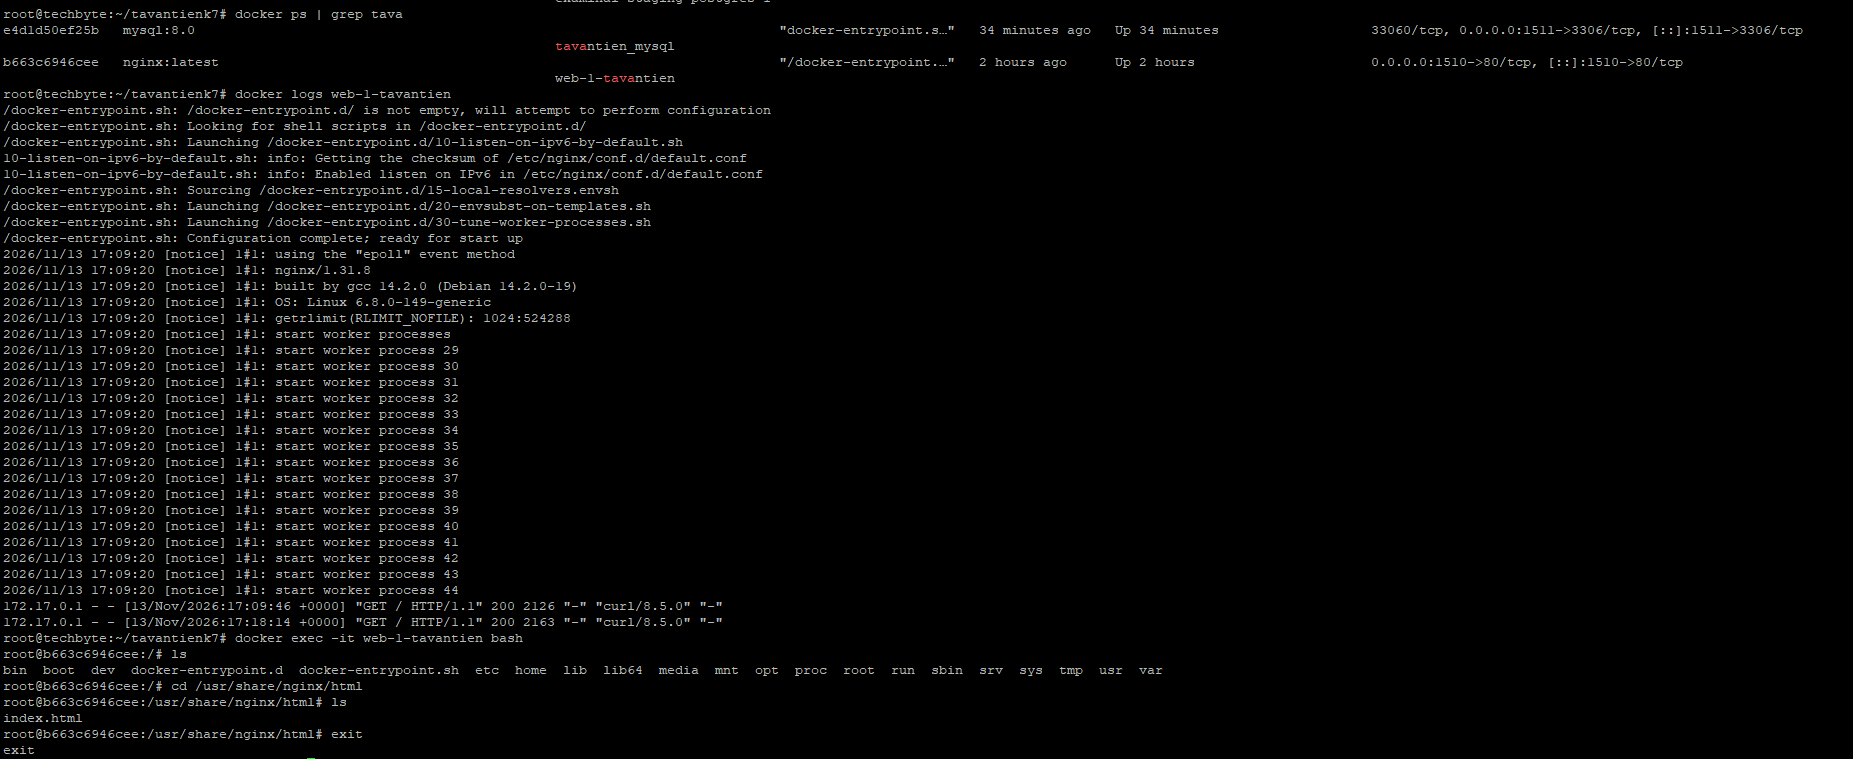 root@techbyte:~/tavantienk7# docker ps | grep tava
e4d1d50ef25b   mysql:8.0   "docker-entrypoint.s…"   34 minutes ago   Up 34 minutes   33060/tcp, 0.0.0.0:1511->3306/tcp, [::]:1511->3306/tcp
tavantien_mysql
b663c6946cee   nginx:latest   "/docker-entrypoint.…"   2 hours ago   Up 2 hours   0.0.0.0:1510->80/tcp, [::]:1510->80/tcp
web-1-tavantien
root@techbyte:~/tavantienk7# docker logs web-1-tavantien
/docker-entrypoint.sh: /docker-entrypoint.d/ is not empty, will attempt to perform configuration
/docker-entrypoint.sh: Looking for shell scripts in /docker-entrypoint.d/
/docker-entrypoint.sh: Launching /docker-entrypoint.d/10-listen-on-ipv6-by-default.sh
10-listen-on-ipv6-by-default.sh: info: Getting the checksum of /etc/nginx/conf.d/default.conf
10-listen-on-ipv6-by-default.sh: info: Enabled listen on IPv6 in /etc/nginx/conf.d/default.conf
/docker-entrypoint.sh: Sourcing /docker-entrypoint.d/15-local-resolvers.envsh
/docker-entrypoint.sh: Launching /docker-entrypoint.d/20-envsubst-on-templates.sh
/docker-entrypoint.sh: Launching /docker-entrypoint.d/30-tune-worker-processes.sh
/docker-entrypoint.sh: Configuration complete; ready for start up
2026/11/13 17:09:20 [notice] 1#1: using the "epoll" event method
2026/11/13 17:09:20 [notice] 1#1: nginx/1.31.8
2026/11/13 17:09:20 [notice] 1#1: built by gcc 14.2.0 (Debian 14.2.0-19)
2026/11/13 17:09:20 [notice] 1#1: OS: Linux 6.8.0-149-generic
2026/11/13 17:09:20 [notice] 1#1: getrlimit(RLIMIT_NOFILE): 1024:524288
2026/11/13 17:09:20 [notice] 1#1: start worker processes
2026/11/13 17:09:20 [notice] 1#1: start worker process 29
2026/11/13 17:09:20 [notice] 1#1: start worker process 30
2026/11/13 17:09:20 [notice] 1#1: start worker process 31
2026/11/13 17:09:20 [notice] 1#1: start worker process 32
2026/11/13 17:09:20 [notice] 1#1: start worker process 33
2026/11/13 17:09:20 [notice] 1#1: start worker process 34
2026/11/13 17:09:20 [notice] 1#1: start worker process 35
2026/11/13 17:09:20 [notice] 1#1: start worker process 36
2026/11/13 17:09:20 [notice] 1#1: start worker process 37
2026/11/13 17:09:20 [notice] 1#1: start worker process 38
2026/11/13 17:09:20 [notice] 1#1: start worker process 39
2026/11/13 17:09:20 [notice] 1#1: start worker process 40
2026/11/13 17:09:20 [notice] 1#1: start worker process 41
2026/11/13 17:09:20 [notice] 1#1: start worker process 42
2026/11/13 17:09:20 [notice] 1#1: start worker process 43
2026/11/13 17:09:20 [notice] 1#1: start worker process 44
172.17.0.1 - - [13/Nov/2026:17:09:46 +0000] "GET / HTTP/1.1" 200 2126 "-" "curl/8.5.0" "-"
172.17.0.1 - - [13/Nov/2026:17:18:14 +0000] "GET / HTTP/1.1" 200 2163 "-" "curl/8.5.0" "-"
root@techbyte:~/tavantienk7# docker exec -it web-1-tavantien bash
root@b663c6946cee:/# ls
bin  boot  dev  docker-entrypoint.d  docker-entrypoint.sh  etc  home  lib  lib64  media  mnt  opt  proc  root  run  sbin  srv  sys  tmp  usr  var
root@b663c6946cee:/# cd /usr/share/nginx/html
root@b663c6946cee:/usr/share/nginx/html# ls
index.html
root@b663c6946cee:/usr/share/nginx/html# exit
exit